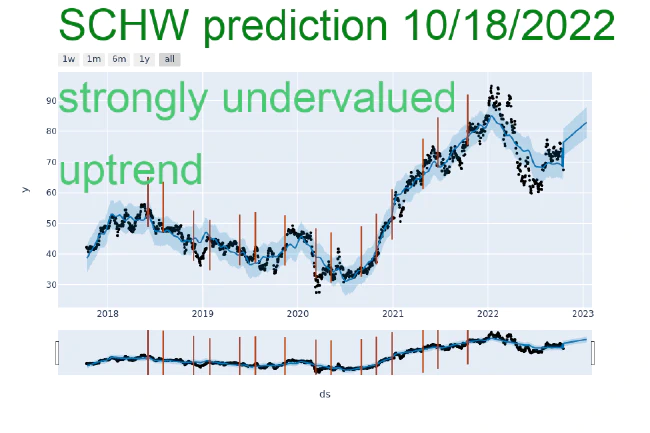 SCHW prediction 10/18/2022
1w 1m 6m 1y all
strongly undervalued
uptrend
90
80
70
60
50
40
30
y
2018 2019 2020 2021 2022 2023
ds